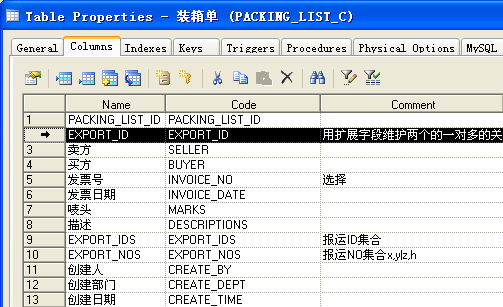 Table Properties - 装箱单 (PACKING_LIST_C)
General Columns Indexes Keys Triggers Procedures Physical Options MySQL
Name Code Comment
1 PACKING_LIST_ID PACKING_LIST_ID
EXPORT_ID EXPORT_ID 用扩展字段维护两个的一对多的关
3 卖方 SELLER
4 买方 BUYER
5 发票号 INVOICE_NO 选择
6 发票日期 INVOICE_DATE
7 唛头 MARKS
8 描述 DESCRIPTIONS
9 EXPORT_IDS EXPORT_IDS 报运ID集合
10 EXPORT_NOS EXPORT_NOS 报运NO集合x,y|z,h
11 创建人 CREATE_BY
12 创建部门 CREATE_DEPT
13 创建日期 CREATE_TIME